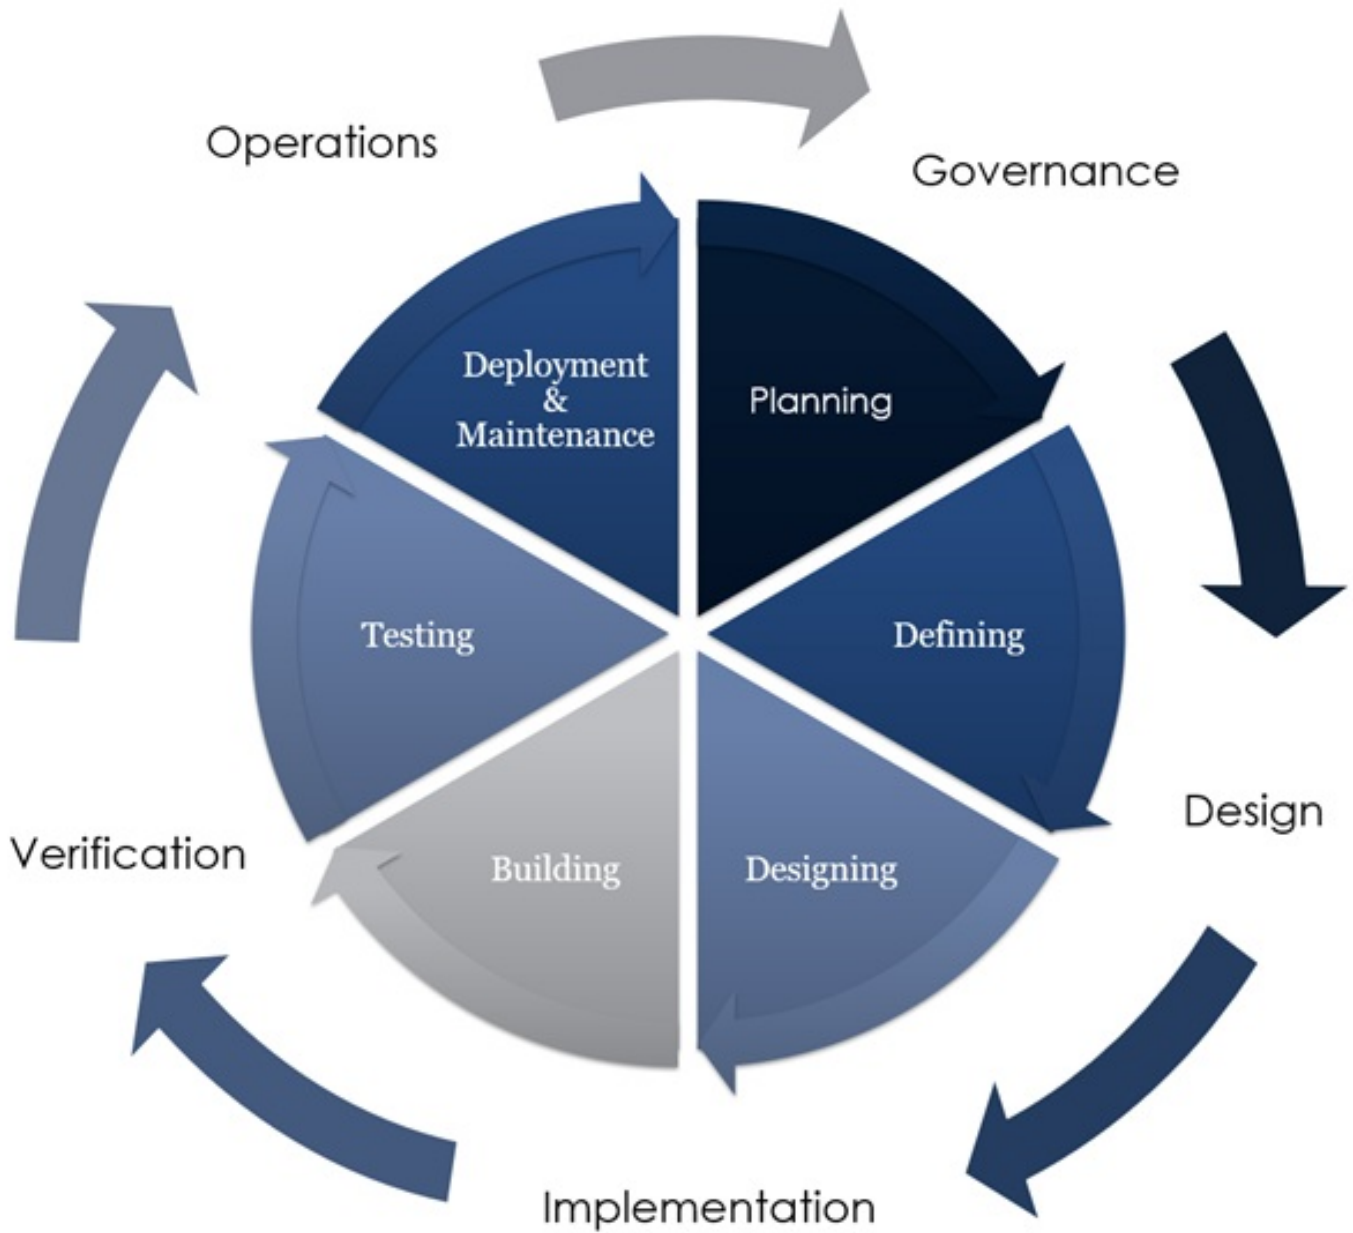 Operations
Governance
Deployment
&
Maintenance
Planning
Testing
Defining
Design
Verification
Building
Designing
Implementation